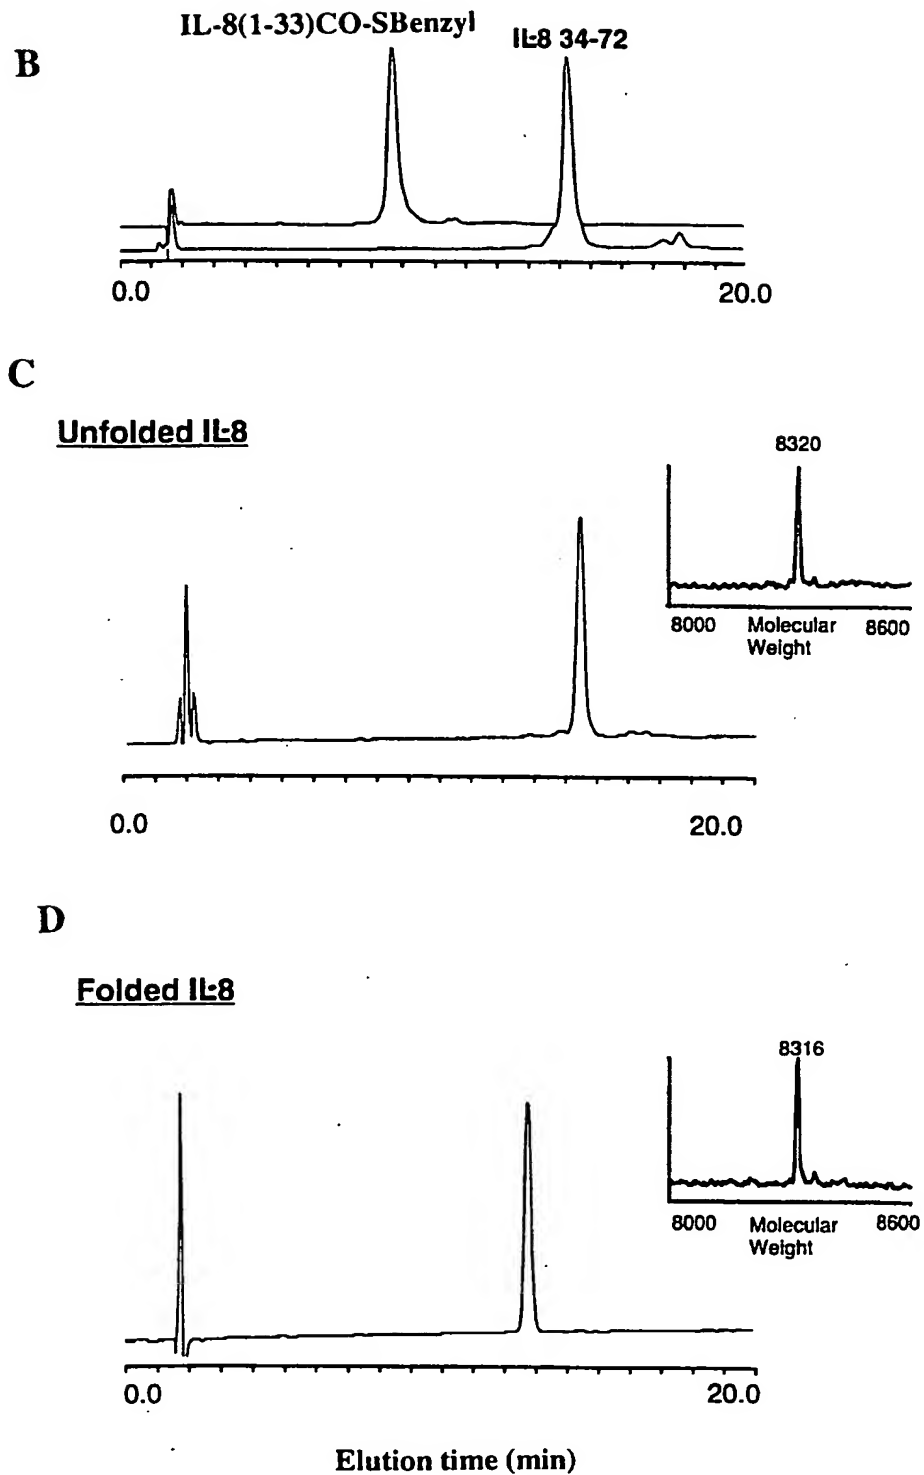 B
IL-8(1-33)CO-SBenzyl
IL-8 34-72
0.0
20.0
C
Unfolded IL-8
8320
8000
Molecular
Weight
8600
0.0
20.0
D
Folded IL-8
8316
8000
Molecular
Weight
8600
0.0
20.0
Elution time (min)